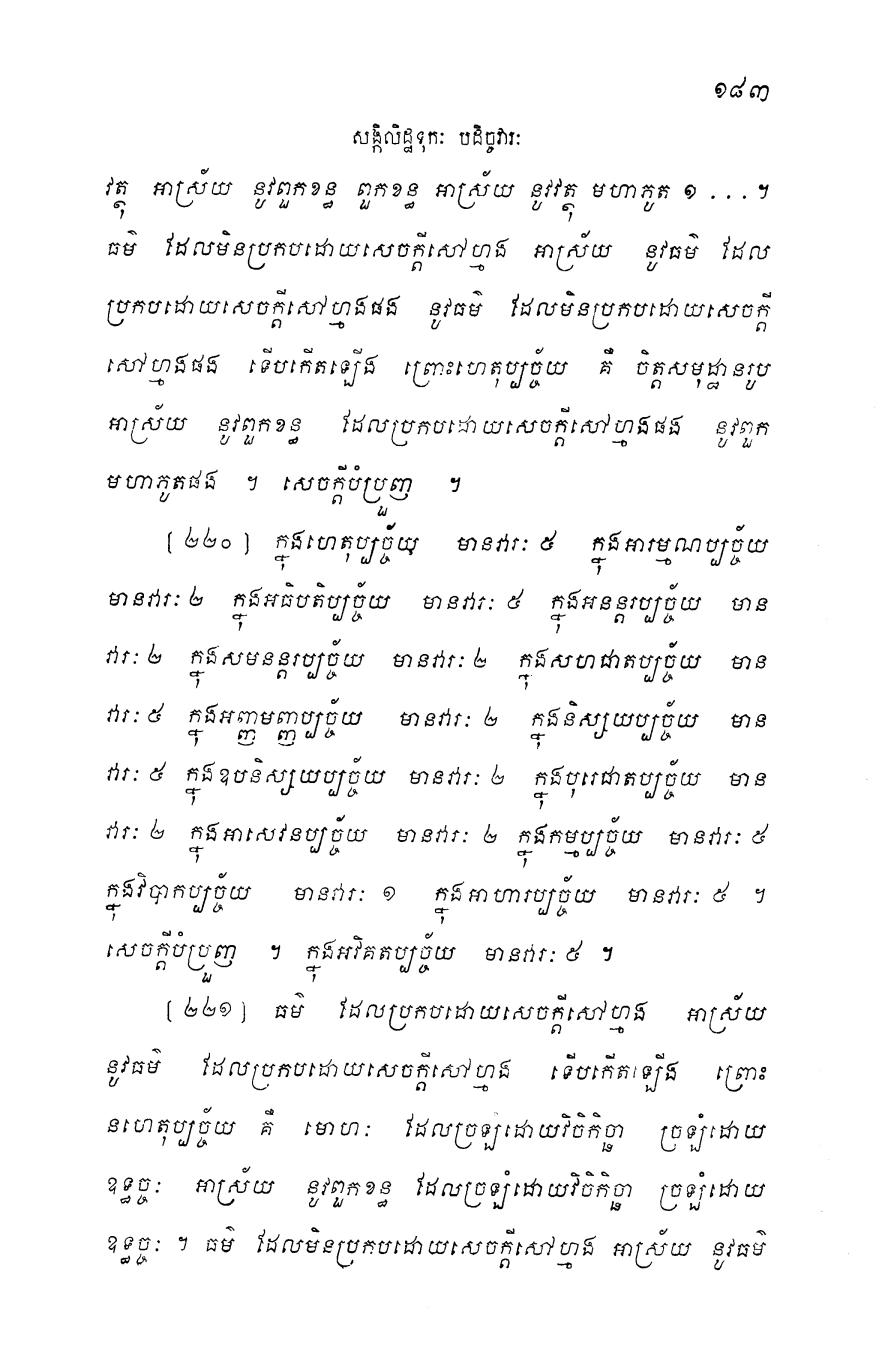 ១៨៣
សង្កិលិដ្ឋទុកៈ បដិច្ចវារៈ
វត្ថុ អាស្រ័យ នូវពួកខន្ធ ពួកខន្ធ អាស្រ័យ នូវវត្ថុ មហាភូត ១ ...។
ធម៌ ដែលមិនប្រកបដោយសេចក្តីសៅហ្មង អាស្រ័យ នូវធម៌ ដែល
ប្រកបដោយសេចក្តីសៅហ្មងផង នូវធម៌ ដែលមិនប្រកបដោយសេចក្តី
សៅហ្មងផង ទើបកើតឡើង ព្រោះហេតុប្បច្ច័យ គឺ ចិត្តសមុដ្ឋានរូប
អាស្រ័យ នូវពួកខន្ធ ដែលប្រកបដោយសេចក្តីសៅហ្មងផង នូវពួក
មហាភូតផង ។ សេចក្តីបំប្រួញ ។
[២២០] ក្នុងហេតុប្បច្ច័យ មានវារៈ ៥ ក្នុងអារម្មណប្បច្ច័យ
មានវារៈ ២ ក្នុងអធិបតិប្បច្ច័យ មានវារៈ ៥ ក្នុងអនន្តរប្បច្ច័យ មាន
វារៈ ២ ក្នុងសមនន្តរប្បច្ច័យ មានវារៈ ២ ក្នុងសហជាតប្បច្ច័យ មាន
វារៈ ៥ ក្នុងអញ្ញាមញ្ញប្បច្ច័យ មានវារៈ ២ ក្នុងនិស្សយប្បច្ច័យ មាន
វារៈ ៥ ក្នុងឧបនិស្សយប្បច្ច័យ មានវារៈ ២ ក្នុងបុរេជាតប្បច្ច័យ មាន
វារៈ ២ ក្នុងអាសេវនប្បច្ច័យ មានវារៈ ២ ក្នុងកម្មប្បច្ច័យ មានវារៈ ៥
ក្នុងវិបាកប្បច្ច័យ មានវារៈ ១ ក្នុងអាហារប្បច្ច័យ មានវារៈ ៥ ។
សេចក្តីបំប្រួញ ។ ក្នុងអវិគតប្បច្ច័យ មានវារៈ ៥ ។
[២២១] ធម៌ ដែលប្រកបដោយសេចក្តីសៅហ្មង អាស្រ័យ
នូវធម៌ ដែលប្រកបដោយសេចក្តីសៅហ្មង ទើបកើតឡើង ព្រោះ
នហេតុប្បច្ច័យ គឺ មោហៈ ដែលច្រឡំដោយវិចិកិច្ឆា ច្រឡំដោយ
ឧទ្ធច្ចៈ អាស្រ័យ នូវពួកខន្ធ ដែលច្រឡំដោយវិចិកិច្ឆា ច្រឡំដោយ
ឧទ្ធច្ចៈ ។ ធម៌ ដែលមិនប្រកបដោយសេចក្តីសៅហ្មង អាស្រ័យ នូវធម៌